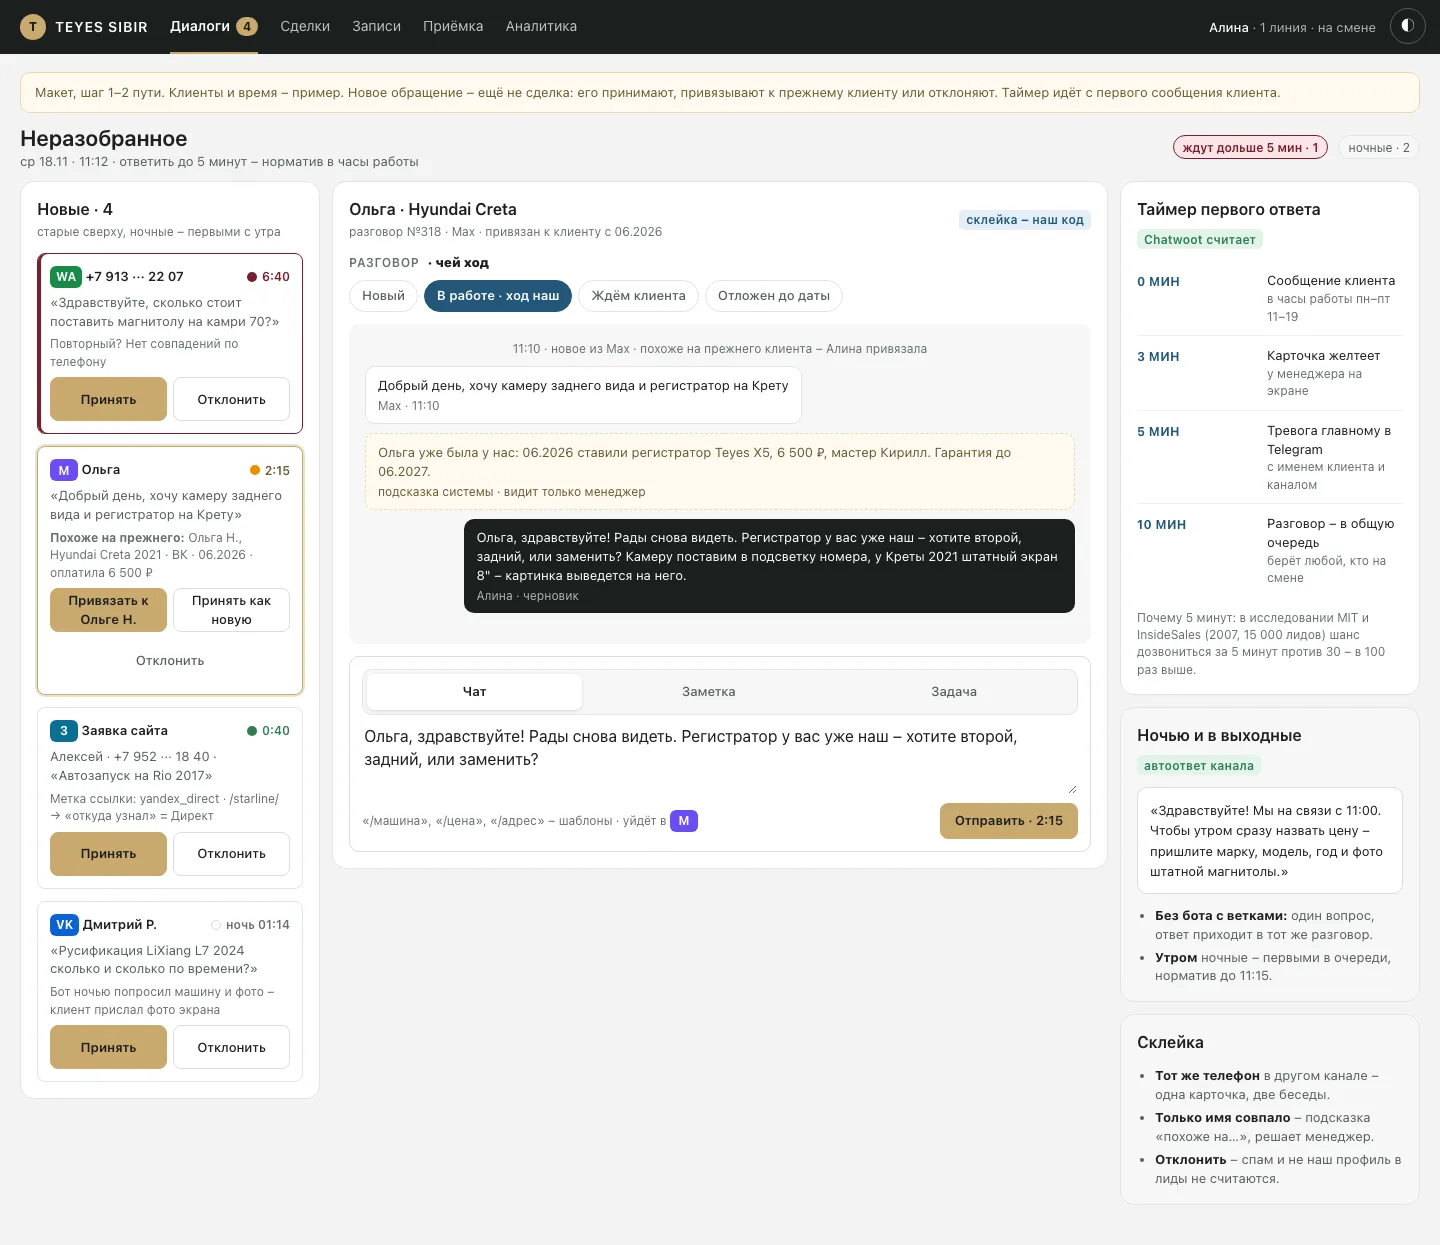 T TEYES SIBIR Диалоги 4 Сделки Записи Приёмка Аналитика Алина · 1 линия · на смене
Макет, шаг 1–2 пути. Клиенты и время – пример. Новое обращение – ещё не сделка: его принимают, привязывают к прежнему клиенту или отклоняют. Таймер идёт с первого сообщения клиента.
Неразобранное
ср 18.11 · 11:12 · ответить до 5 минут – норматив в часы работы
ждут дольше 5 мин · 1 ночные · 2
Новые · 4
старые сверху, ночные – первыми с утра
WA +7 913 ··· 22 07 6:40
«Здравствуйте, сколько стоит
поставить магнитолу на камри 70?»
Повторный? Нет совпадений по
телефону
Принять Отклонить
M Ольга 2:15
«Добрый день, хочу камеру заднего
вида и регистратор на Крету»
Похоже на прежнего: Ольга Н.,
Hyundai Creta 2021 · ВК · 06.2026 ·
оплатила 6 500 ₽
Привязать к
Ольге Н.
Принять как
новую
Отклонить
З Заявка сайта 0:40
Алексей · +7 952 ··· 18 40 ·
«Автозапуск на Rio 2017»
Метка ссылки: yandex_direct · /starline/
→ «откуда узнал» = Директ
Принять Отклонить
VK Дмитрий Р. ночь 01:14
«Русификация LiXiang L7 2024
сколько и сколько по времени?»
Бот ночью попросил машину и фото –
клиент прислал фото экрана
Принять Отклонить
Ольга · Hyundai Creta
разговор №318 · Max · привязан к клиенту с 06.2026
склейка – наш код
РАЗГОВОР · чей ход
Новый В работе · ход наш Ждём клиента Отложен до даты
11:10 · новое из Max · похоже на прежнего клиента – Алина привязала
Добрый день, хочу камеру заднего вида и регистратор на Крету
Max · 11:10
Ольга уже была у нас: 06.2026 ставили регистратор Teyes X5, 6 500 ₽, мастер Кирилл. Гарантия до
06.2027.
подсказка системы · видит только менеджер
Ольга, здравствуйте! Рады снова видеть. Регистратор у вас уже наш – хотите второй,
задний, или заменить? Камеру поставим в подсветку номера, у Креты 2021 штатный экран
8" – картинка выведется на него.
Алина · черновик
Чат Заметка Задача
Ольга, здравствуйте! Рады снова видеть. Регистратор у вас уже наш – хотите второй,
задний, или заменить?
«/машина», «/цена», «/адрес» – шаблоны · уйдёт в M
Отправить · 2:15
Таймер первого ответа
Chatwoot считает
0 МИН Сообщение клиента
в часы работы пн–пт
11–19
3 МИН Карточка желтеет
у менеджера на
экране
5 МИН Тревога главному в
Telegram
с именем клиента и
каналом
10 МИН Разговор – в общую
очередь
берёт любой, кто на
смене
Почему 5 минут: в исследовании MIT и
InsideSales (2007, 15 000 лидов) шанс
дозвониться за 5 минут против 30 – в 100
раз выше.
Ночью и в выходные
автоответ канала
«Здравствуйте! Мы на связи с 11:00.
Чтобы утром сразу назвать цену –
пришлите марку, модель, год и фото
штатной магнитолы.»
• Без бота с ветками: один вопрос,
ответ приходит в тот же разговор.
• Утром ночные – первыми в очереди,
норматив до 11:15.
Склейка
• Тот же телефон в другом канале –
одна карточка, две беседы.
• Только имя совпало – подсказка
«похоже на…», решает менеджер.
• Отклонить – спам и не наш профиль в
лиды не считаются.